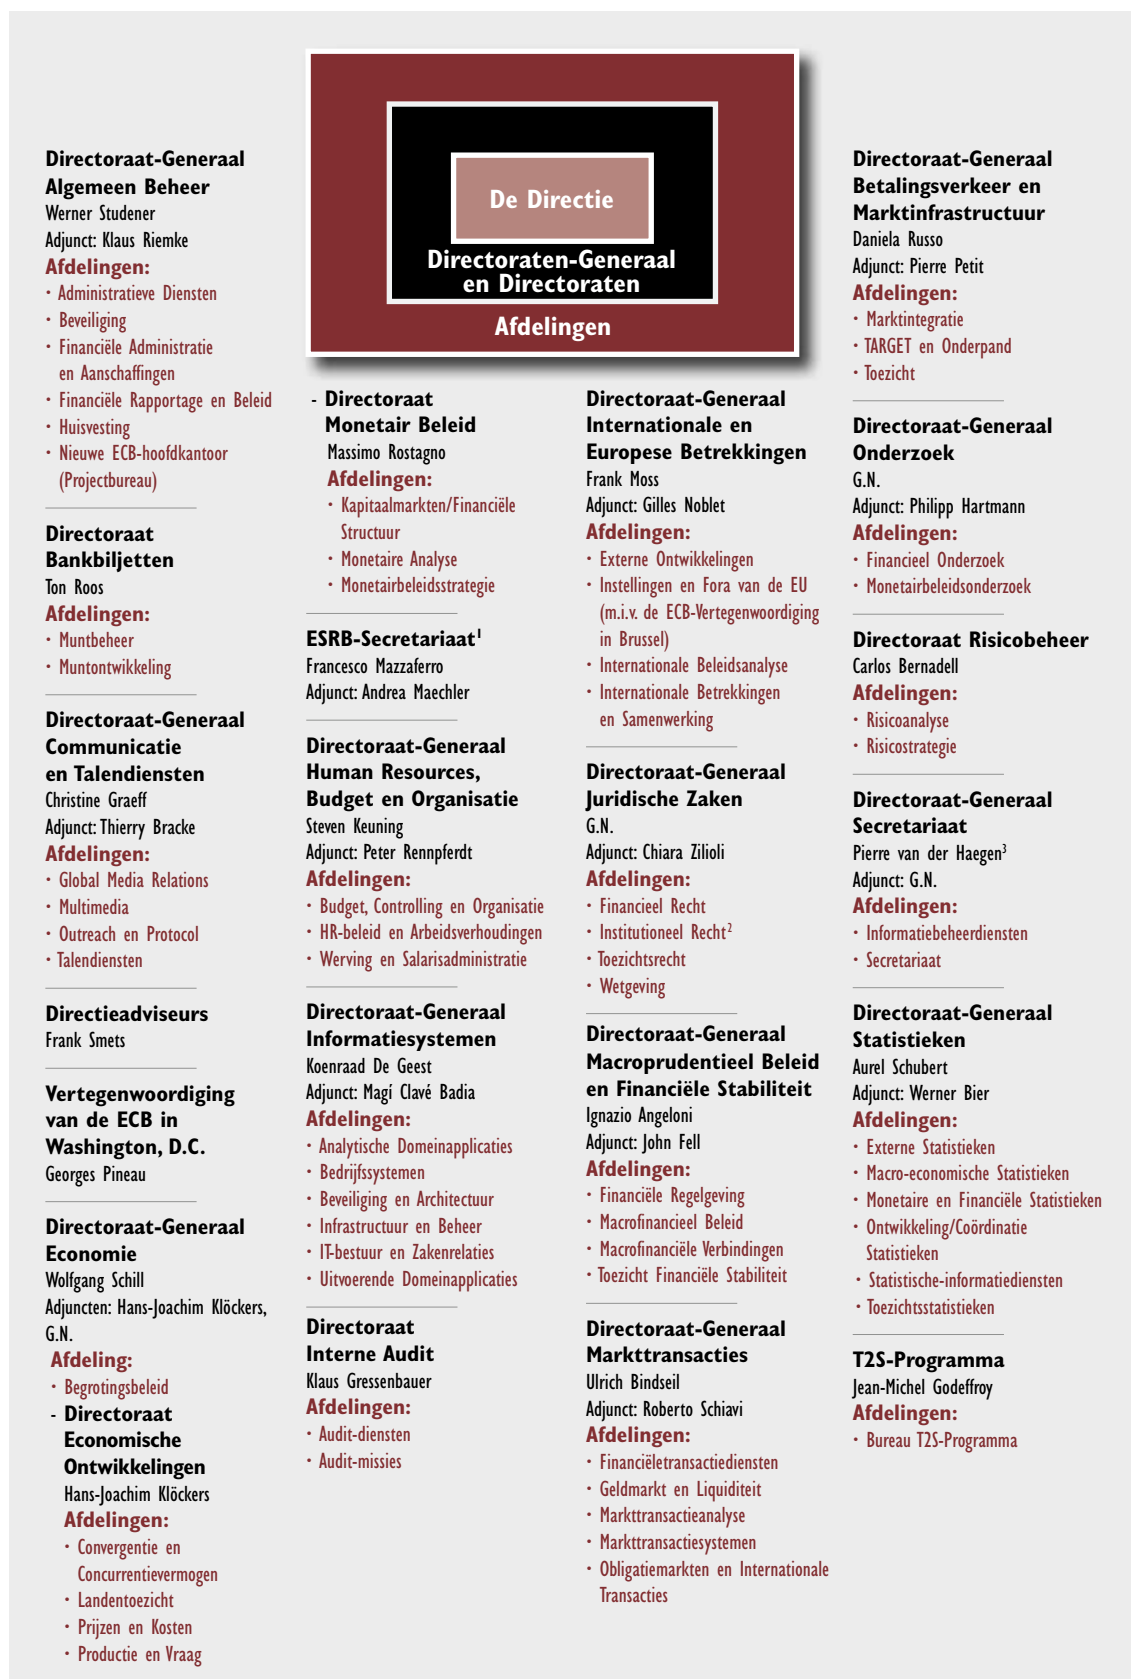 De Directie
Directoraten-Generaal
en Directoraten
Afdelingen
Directoraat-Generaal
Algemeen Beheer
Werner Studener
Adjunct: Klaus Riemke
Afdelingen:
· Administratieve Diensten
· Beveiliging
· Financiële Administratie
en Aanschaffingen
· Financiële Rapportage en Beleid
· Huisvesting
· Nieuwe ECB-hoofdkantoor
(Projectbureau)
Directoraat
Bankbiljetten
Ton Roos
Afdelingen:
· Muntbeheer
· Muntontwikkeling
Directoraat-Generaal
Communicatie
en Talendiensten
Christine Graeff
Adjunct: Thierry Bracke
Afdelingen:
· Global Media Relations
· Multimedia
· Outreach en Protocol
· Talendiensten
Directieadviseurs
Frank Smets
Vertegenwoordiging
van de ECB in
Washington, D.C.
Georges Pineau
Directoraat-Generaal
Economie
Wolfgang Schill
Adjuncten: Hans-Joachim Klöckers,
G.N.
Afdeling:
· Begrotingsbeleid
- Directoraat
Economische
Ontwikkelingen
Hans-Joachim Klöckers
Afdelingen:
· Convergentie en
Concurrentievermogen
· Landentoezicht
· Prijzen en Kosten
· Productie en Vraag
- Directoraat
Monetair Beleid
Massimo Rostagno
Afdelingen:
· Kapitaalmarkten/Financiële
Structuur
· Monetaire Analyse
· Monetairbeleidsstrategie
ESRB-Secretariaat¹
Francesco Mazzaferro
Adjunct: Andrea Maechler
Directoraat-Generaal
Human Resources,
Budget en Organisatie
Steven Keuning
Adjunct: Peter Rennpferdt
Afdelingen:
· Budget, Controlling en Organisatie
· HR-beleid en Arbeidsverhoudingen
· Werving en Salarisadministratie
Directoraat-Generaal
Informatiesystemen
Koenraad De Geest
Adjunct: Magí Clavé Badia
Afdelingen:
· Analytische Domeinapplicaties
· Bedrijfssystemen
· Beveiliging en Architectuur
· Infrastructuur en Beheer
· IT-bestuur en Zakenrelaties
· Uitvoerende Domeinapplicaties
Directoraat
Interne Audit
Klaus Gressenbauer
Afdelingen:
· Audit-diensten
· Audit-missies
Directoraat-Generaal
Internationale en
Europese Betrekkingen
Frank Moss
Adjunct: Gilles Noblet
Afdelingen:
· Externe Ontwikkelingen
· Instellingen en Fora van de EU
(m.i.v. de ECB-Vertegenwoordiging
in Brussel)
· Internationale Beleidsanalyse
· Internationale Betrekkingen
en Samenwerking
Directoraat-Generaal
Juridische Zaken
G.N.
Adjunct: Chiara Zilioli
Afdelingen:
· Financieel Recht
· Institutioneel Recht²
· Toezichtsrecht
· Wetgeving
Directoraat-Generaal
Macroprudentieel Beleid
en Financiële Stabiliteit
Ignazio Angeloni
Adjunct: John Fell
Afdelingen:
· Financiële Regelgeving
· Macrofinancieel Beleid
· Macrofinanciële Verbindingen
· Toezicht Financiële Stabiliteit
Directoraat-Generaal
Markttransacties
Ulrich Bindseil
Adjunct: Roberto Schiavi
Afdelingen:
· Financiëletransactiediensten
· Geldmarkt en Liquiditeit
· Markttransactieanalyse
· Markttransactiesystemen
· Obligatiemarkten en Internationale
Transacties
Directoraat-Generaal
Betalingsverkeer en
Marktinfrastructuur
Daniela Russo
Adjunct: Pierre Petit
Afdelingen:
· Marktintegratie
· TARGET en Onderpand
· Toezicht
Directoraat-Generaal
Onderzoek
G.N.
Adjunct: Philipp Hartmann
Afdelingen:
· Financieel Onderzoek
· Monetairbeleidsonderzoek
Directoraat Risicobeheer
Carlos Bernadell
Afdelingen:
· Risicoanalyse
· Risicostrategie
Directoraat-Generaal
Secretariaat
Pierre van der Haegen³
Adjunct: G.N.
Afdelingen:
· Informatiebeheerdiensten
· Secretariaat
Directoraat-Generaal
Statistieken
Aurel Schubert
Adjunct: Werner Bier
Afdelingen:
· Externe Statistieken
· Macro-economische Statistieken
· Monetaire en Financiële Statistieken
· Ontwikkeling/Coördinatie
Statistieken
· Statistische-informatiediensten
· Toezichtsstatistieken
T2S-Programma
Jean-Michel Godeffroy
Afdelingen:
· Bureau T2S-Programma